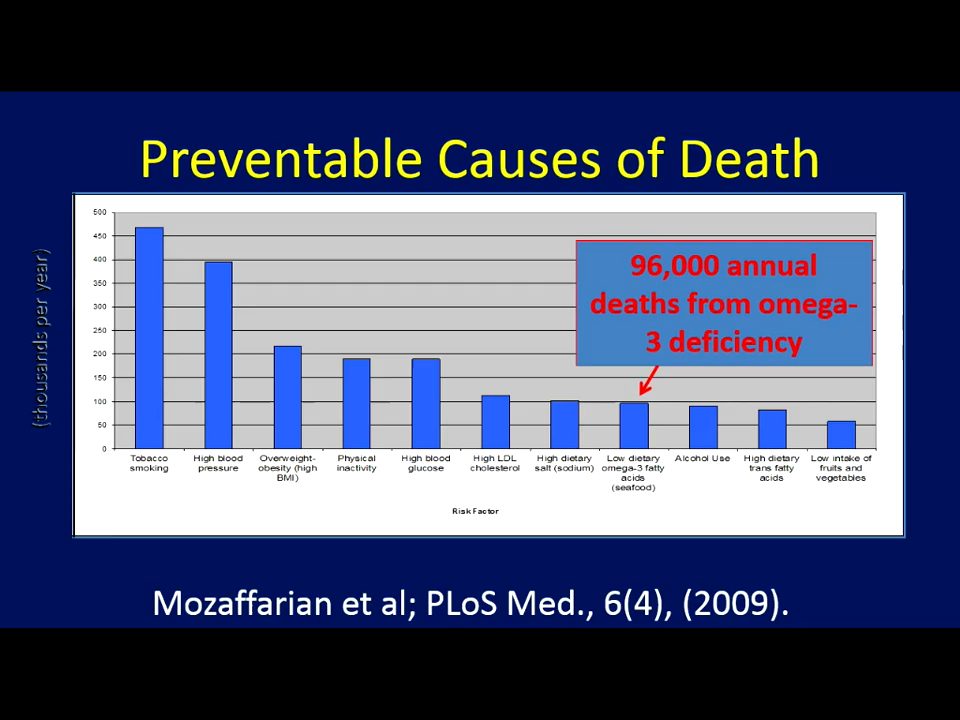 Preventable Causes of Death
(thousands per year)
500
450
400
350
300
250
200
150
100
50
0
96,000 annual
deaths from omega-
3 deficiency
Tobacco
smoking
High blood
pressure
Overweight-
obesity (high
BMI)
Physical
inactivity
High blood
glucose
High LDL
cholesterol
High dietary
salt (sodium)
Low dietary
omega-3 fatty
acids
(seafood)
Alcohol Use
High dietary
trans fatty
acids
Low intake of
fruits and
vegetables
Risk Factor
Mozaffarian et al; PLoS Med., 6(4), (2009).